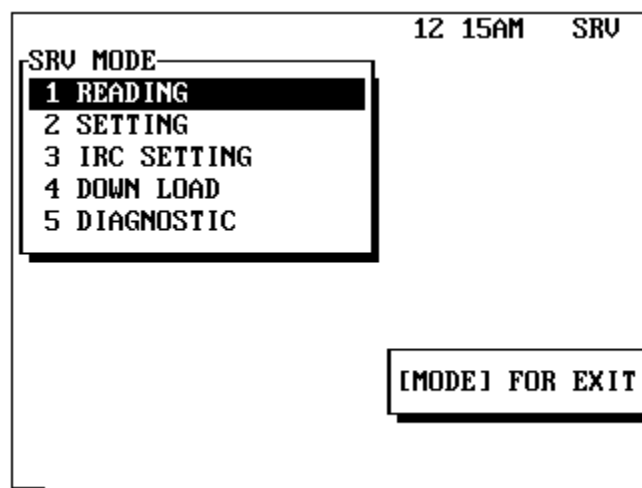 12 15AM SRV
SRV MODE
1 READING
2 SETTING
3 IRC SETTING
4 DOWN LOAD
5 DIAGNOSTIC
[MODE] FOR EXIT